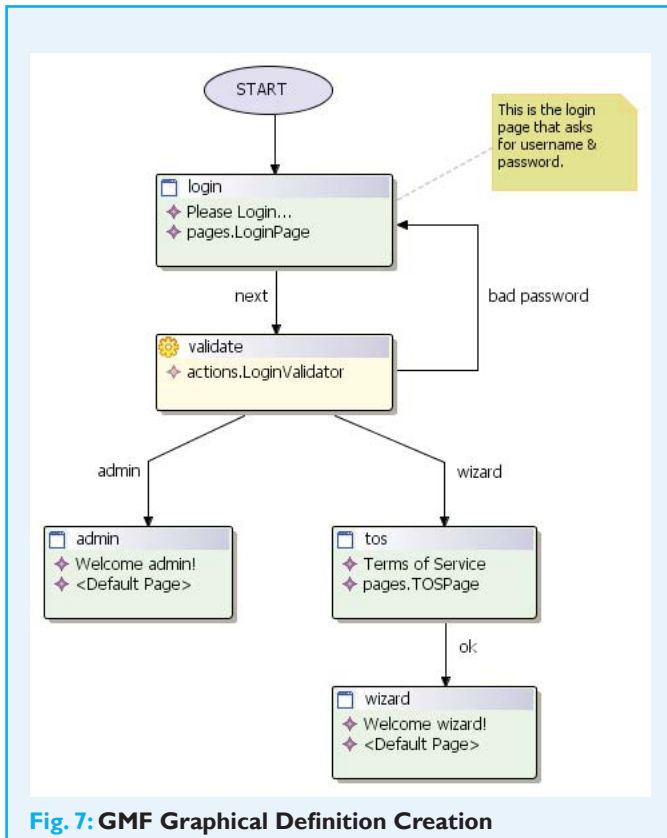 START
This is the login
page that asks
for username &
password.
login
Please Login...
pages.LoginPage
next
bad password
validate
actions.LoginValidator
admin
wizard
admin
Welcome admin!
<Default Page>
tos
Terms of Service
pages.TOSPage
ok
wizard
Welcome wizard!
<Default Page>
Fig. 7: GMF Graphical Definition Creation